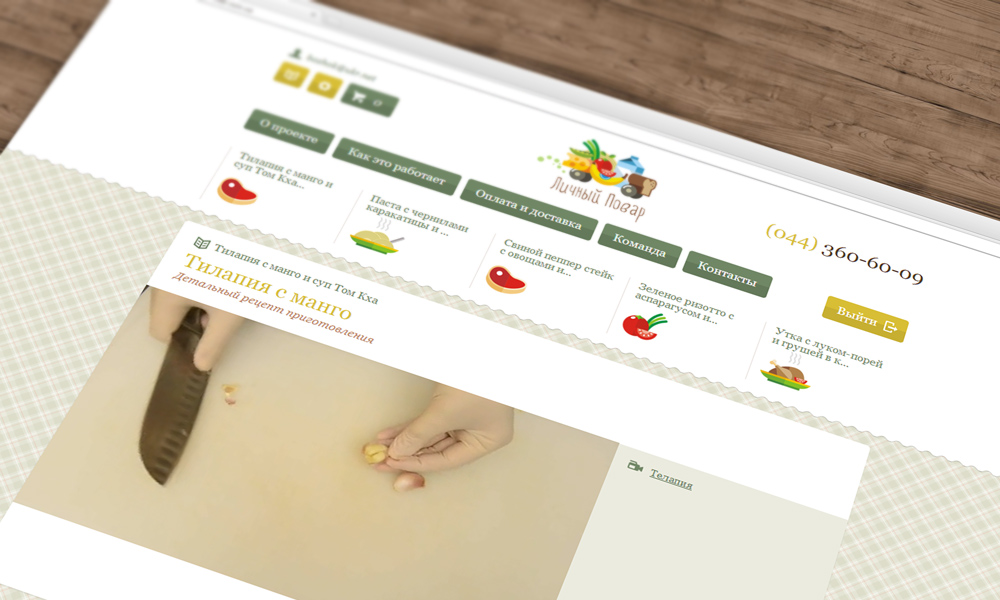 0
Личный Повар
(044) 360-60-09
О проекте
Как это работает
Оплата и доставка
Команда
Контакты
Выйти
Тилапия с манго и
суп Том Кха...
Паста с чернилами
каракатицы и ...
Свиной пеппер стейк
с овощами и...
Зеленое ризотто с
аспарагусом и...
Утка с луком-порей
и грушей в к...
Тилапия с манго и суп Том Кха
Тилапия с манго
Детальный рецепт приготовления
Телапия